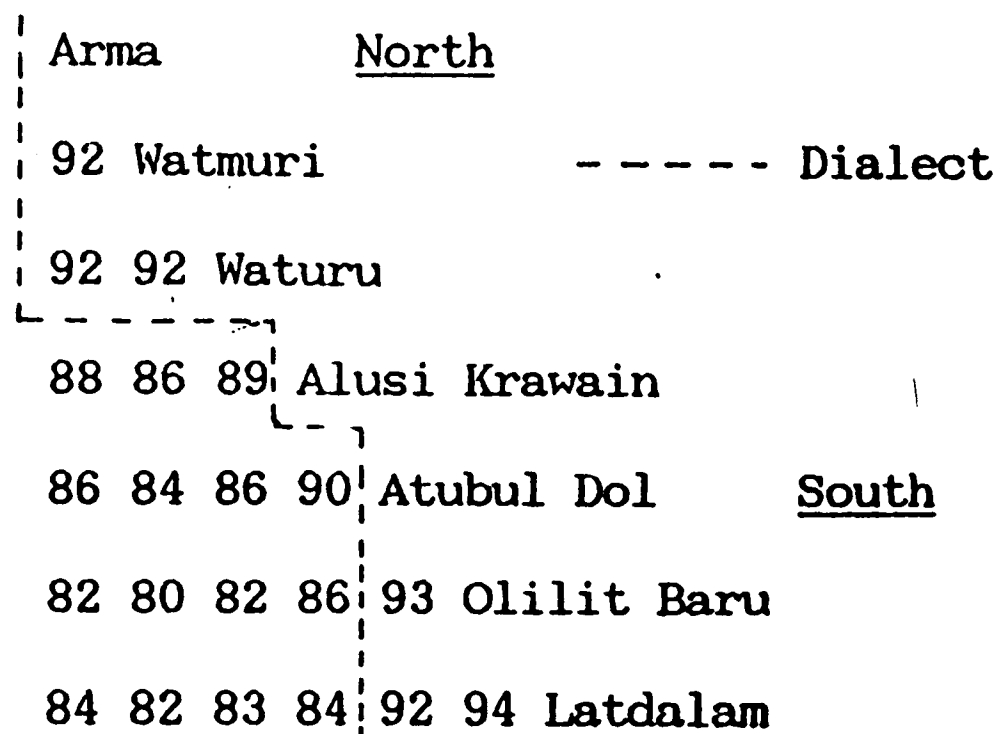 Arma North
92 Watmuri - - - - - Dialect
92 92 Waturu
88 86 89 Alusi Krawain
86 84 86 90 Atubul Dol South
82 80 82 86 93 Olilit Baru
84 82 83 84 92 94 Latdalam